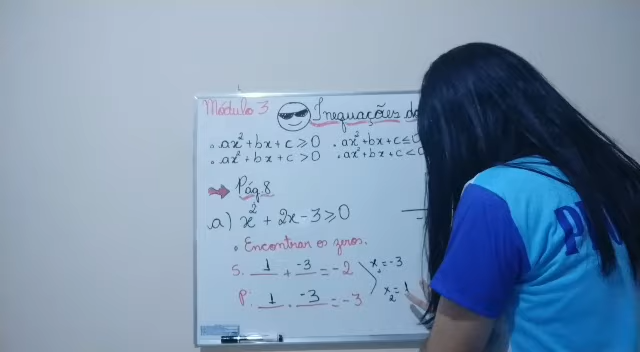 Módulo 3 Inequações do
• ax² + bx + c ≥ 0 • ax² + bx + c ≤ 0
• ax² + bx + c > 0 • ax² + bx + c <
Pág. 8
a) x² + 2x - 3 ≥ 0
• Encontrar os zeros.
S: 1 + -3 = -2
x₁ = -3
P: 1 . -3 = -3
x₂ = 1